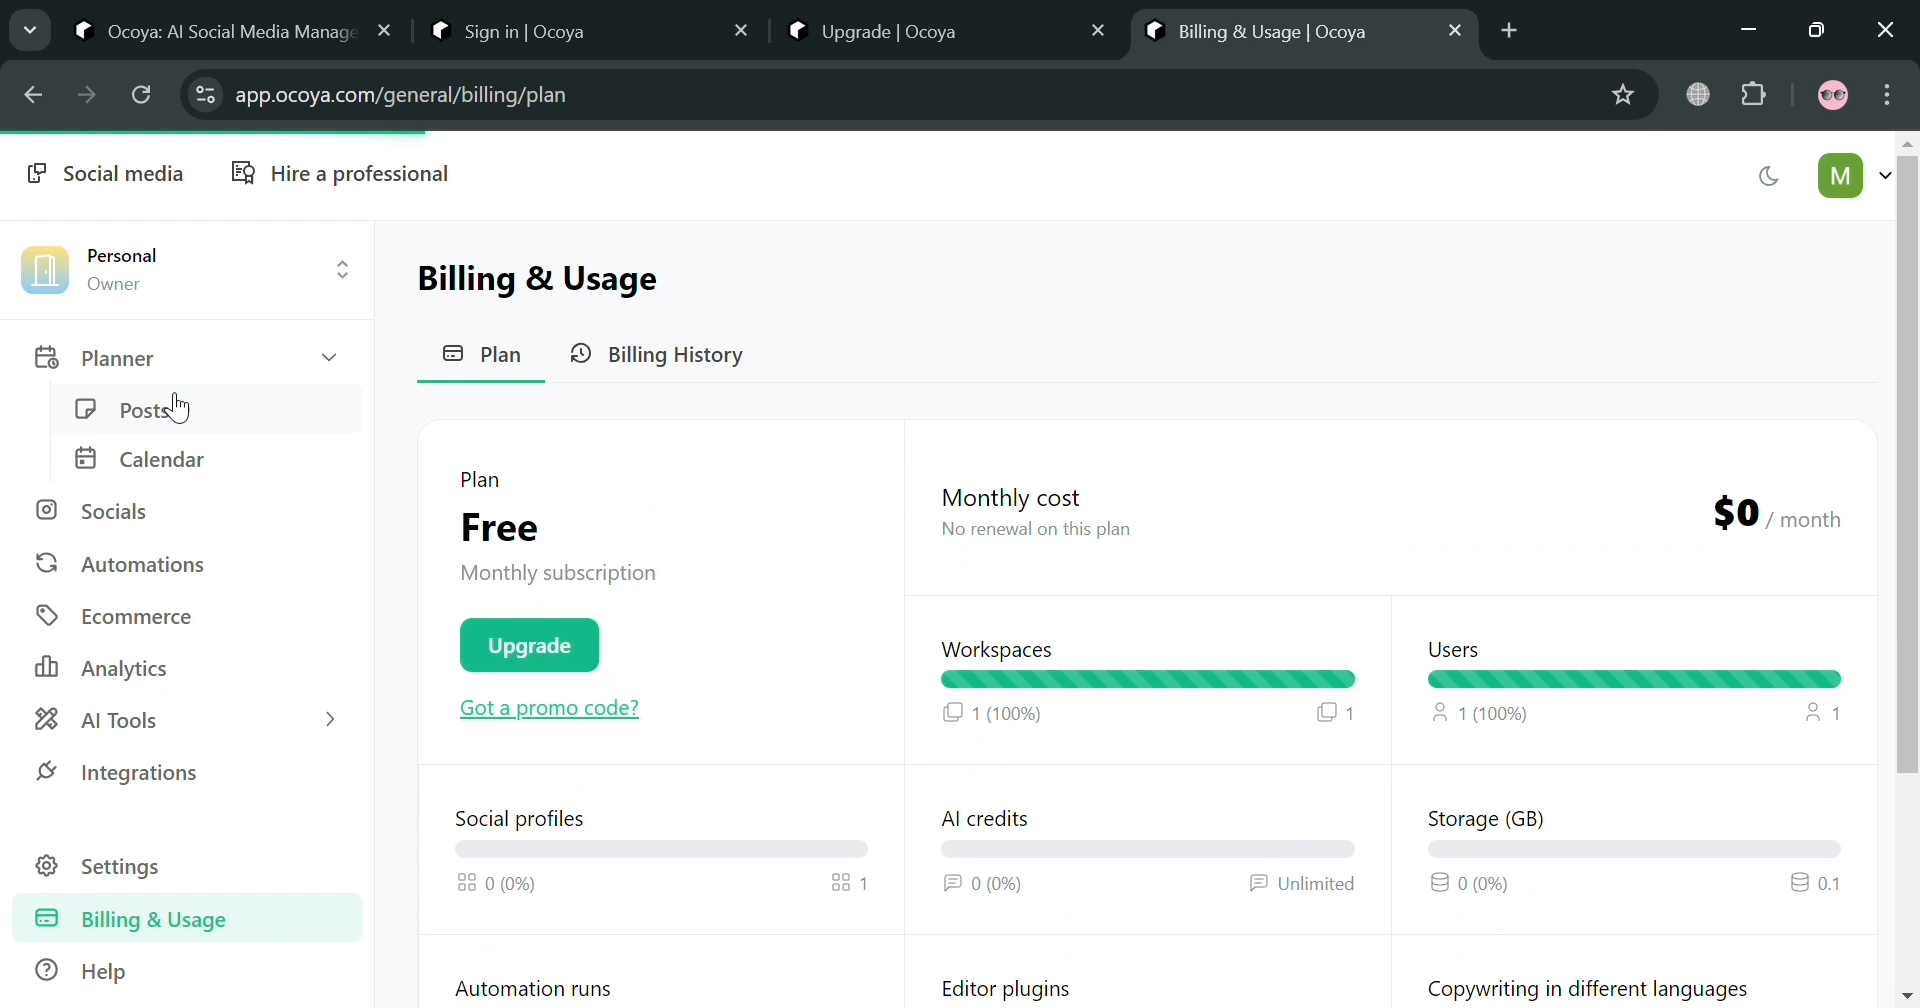 Ocoya: AI Social Media Manage
Sign in | Ocoya
Upgrade | Ocoya
Billing & Usage | Ocoya
app.ocoya.com/general/billing/plan
Social media
Hire a professional
M
Personal
Owner
Planner
Posts
Calendar
Socials
Automations
Ecommerce
Analytics
AI Tools
Integrations
Settings
Billing & Usage
Help
Billing & Usage
Plan
Billing History
Plan
Free
Monthly subscription
Upgrade
Got a promo code?
Monthly cost
No renewal on this plan
$0 / month
Workspaces
1 (100%)
1
Users
1 (100%)
1
Social profiles
0 (0%)
1
AI credits
0 (0%)
Unlimited
Storage (GB)
0 (0%)
0.1
Automation runs
Editor plugins
Copywriting in different languages